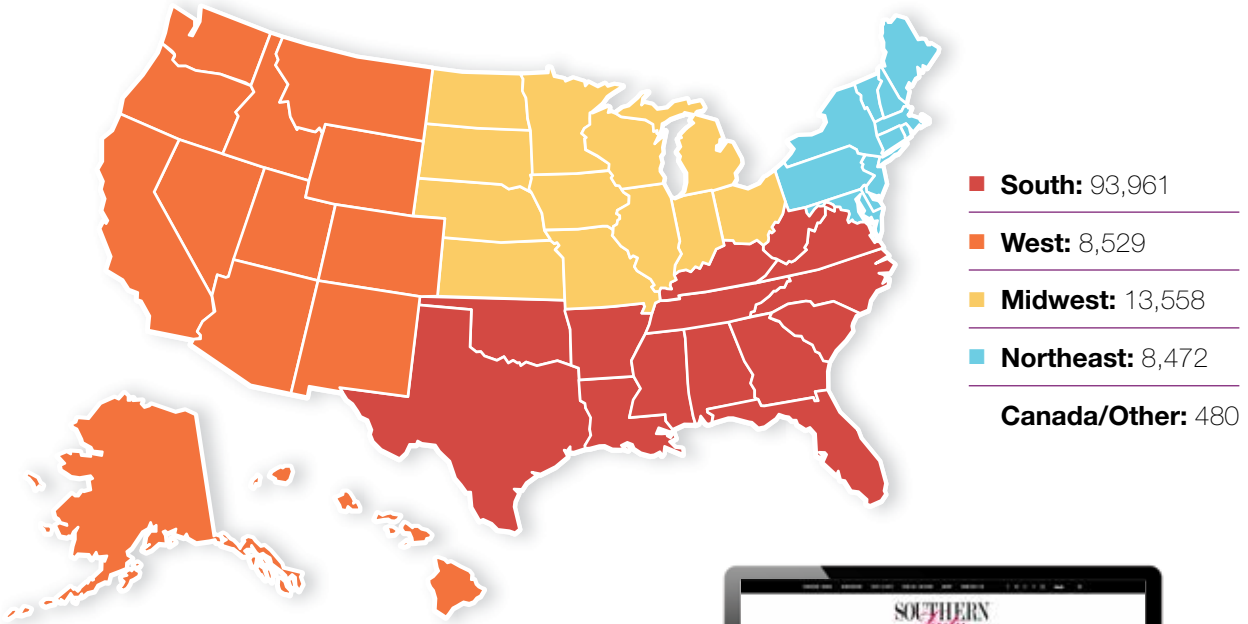 South: 93,961
West: 8,529
Midwest: 13,558
Northeast: 8,472
Canada/Other: 480
SOUTHERN